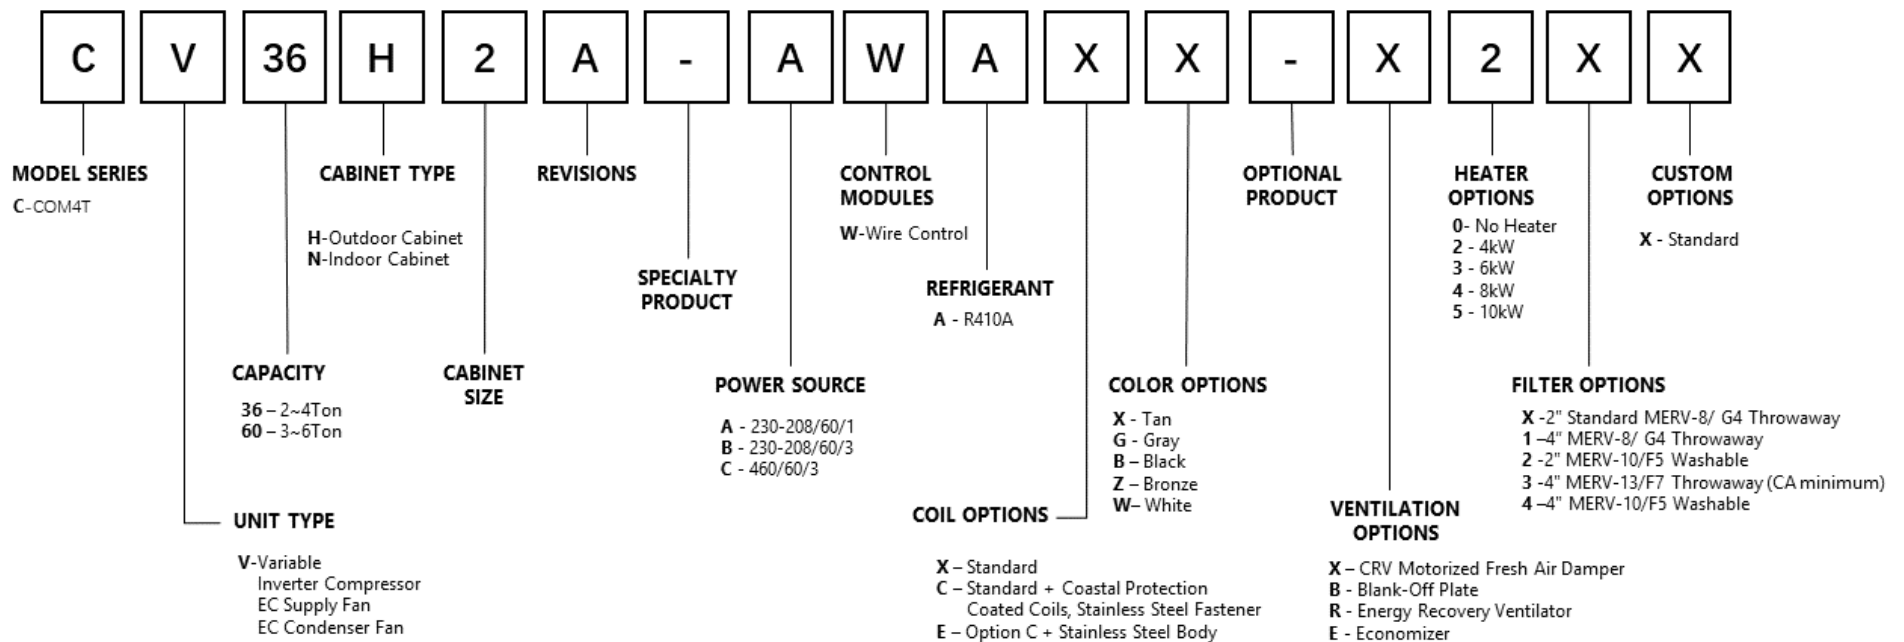 C V 36 H 2 A - A W A X X - X 2 X X
MODEL SERIES
C-COM4T
UNIT TYPE
V-Variable
Inverter Compressor
EC Supply Fan
EC Condenser Fan
CAPACITY
36 – 2~4Ton
60 – 3~6Ton
CABINET TYPE
H-Outdoor Cabinet
N-Indoor Cabinet
CABINET
SIZE
REVISIONS
SPECIALTY
PRODUCT
POWER SOURCE
A - 230-208/60/1
B - 230-208/60/3
C - 460/60/3
CONTROL
MODULES
W-Wire Control
REFRIGERANT
A - R410A
COIL OPTIONS
X – Standard
C – Standard + Coastal Protection
Coated Coils, Stainless Steel Fastener
E – Option C + Stainless Steel Body
COLOR OPTIONS
X - Tan
G - Gray
B – Black
Z – Bronze
W– White
OPTIONAL
PRODUCT
VENTILATION
OPTIONS
X – CRV Motorized Fresh Air Damper
B - Blank-Off Plate
R - Energy Recovery Ventilator
E - Economizer
HEATER
OPTIONS
0- No Heater
2 - 4kW
3 - 6kW
4 - 8kW
5 - 10kW
FILTER OPTIONS
X -2" Standard MERV-8/ G4 Throwaway
1 –4" MERV-8/ G4 Throwaway
2 -2" MERV-10/F5 Washable
3 -4" MERV-13/F7 Throwaway (CA minimum)
4 –4" MERV-10/F5 Washable
CUSTOM
OPTIONS
X - Standard